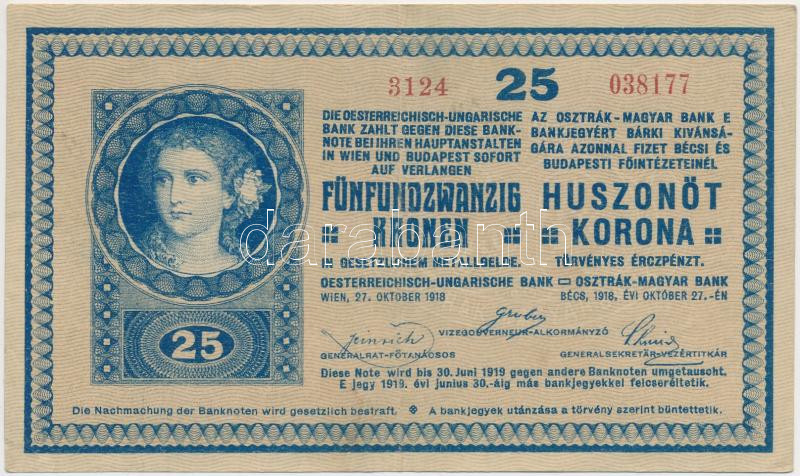 3124 25 038177
DIE OESTERREICHISCH-UNGARISCHE
BANK ZAHLT GEGEN DIESE BANK-
NOTE BEI IHREN HAUPTANSTALTEN
IN WIEN UND BUDAPEST SOFORT
AUF VERLANGEN
FÜNFUNDZWANZIG
KRONEN
IN GESETZLICHEM METALLGELDE.
AZ OSZTRÁK-MAGYAR BANK E
BANKJEGYÉRT BÁRKI KIVÁNSÁ-
GÁRA AZONNAL FIZET BÉCSI ÉS
BUDAPESTI FŐINTÉZETEINÉL
HUSZONÖT
KORONA
TÖRVÉNYES ÉRCZPÉNZT.
darabanth
OESTERREICHISCH-UNGARISCHE BANK OSZTRÁK-MAGYAR BANK
WIEN, 27. OKTOBER 1918 BÉCS, 1918. ÉVI OKTÓBER 27.-ÉN
25
Gruber
VIZEGOUVERNEUR-ALKORMÁNYZÓ
GENERALRAT-FŐTANÁCSOS GENERALSEKRETÄR-VEZÉRTITKÁR
Diese Note wird bis 30. Juni 1919 gegen andere Banknoten umgetauscht.
E jegy 1919. évi junius 30.-áig más bankjegyekkel felcseréltetik.
Die Nachmachung der Banknoten wird gesetzlich bestraft. A bankjegyek utánzása a törvény szerint büntettetik.